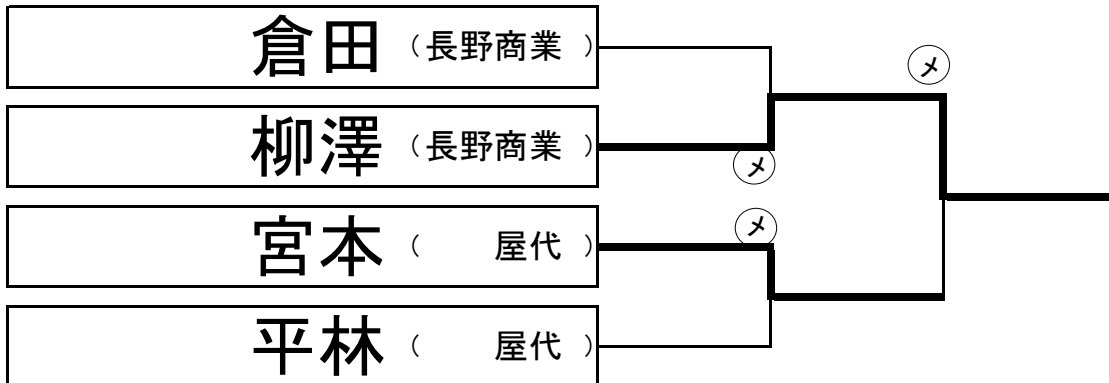 倉田（長野商業）
メ
柳澤（長野商業）
メ
メ
宮本（　　屋代）
平林（　　屋代）